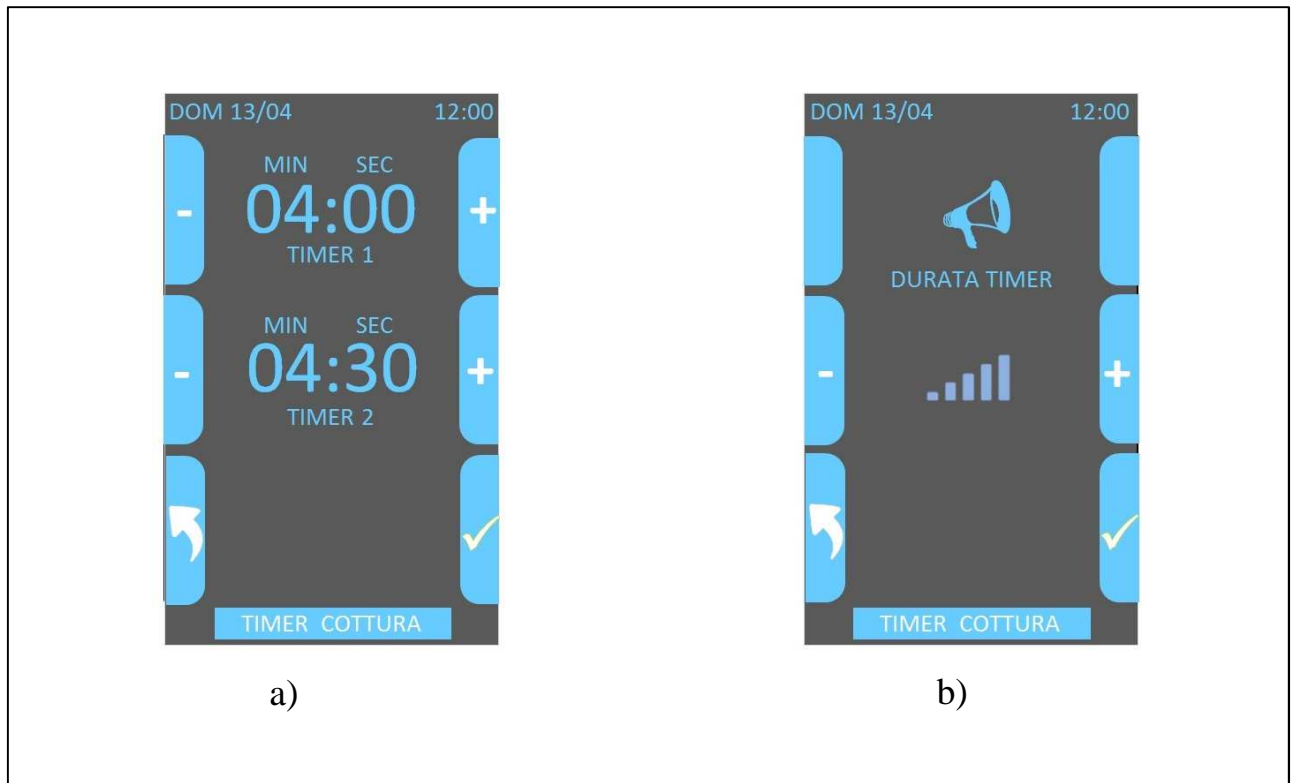 DOM 13/04 12:00
MIN SEC
04:00
- +
TIMER 1
MIN SEC
04:30
- +
TIMER 2
TIMER COTTURA
a)
DOM 13/04 12:00
DURATA TIMER
- +
TIMER COTTURA
b)